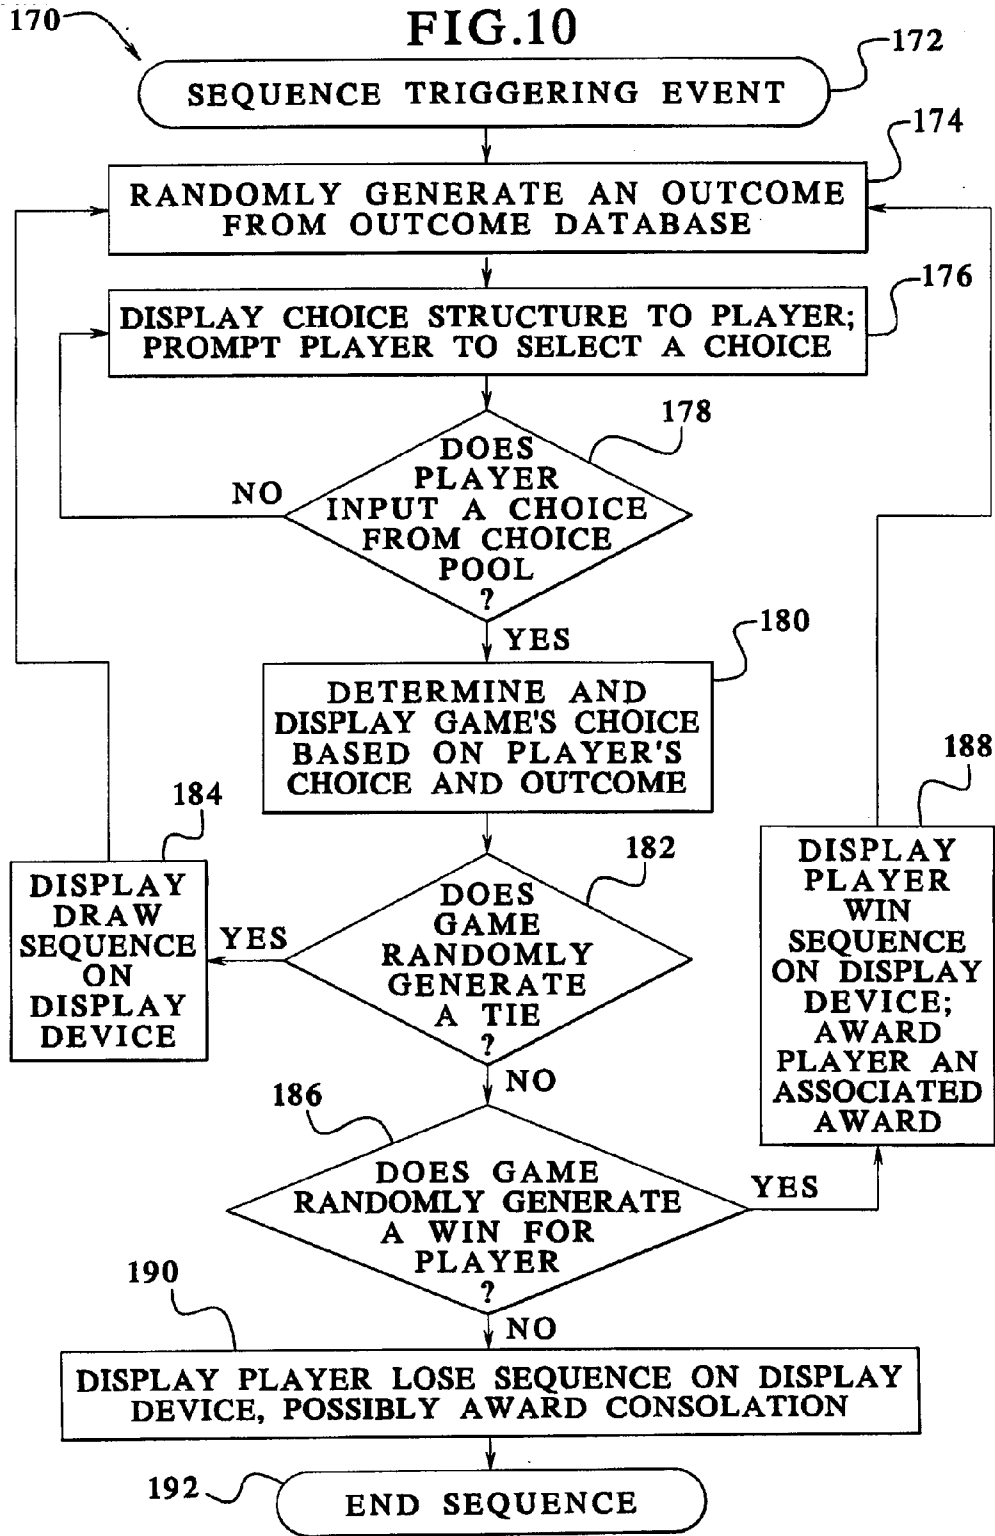 170
FIG.10
172
SEQUENCE TRIGGERING EVENT
174
RANDOMLY GENERATE AN OUTCOME
FROM OUTCOME DATABASE
176
DISPLAY CHOICE STRUCTURE TO PLAYER;
PROMPT PLAYER TO SELECT A CHOICE
178
DOES
PLAYER
INPUT A CHOICE
FROM CHOICE
POOL
?
NO
YES
180
DETERMINE AND
DISPLAY GAME'S CHOICE
BASED ON PLAYER'S
CHOICE AND OUTCOME
182
DOES
GAME
RANDOMLY
GENERATE
A TIE
?
YES
184
DISPLAY
DRAW
SEQUENCE
ON
DISPLAY
DEVICE
NO
186
DOES GAME
RANDOMLY GENERATE
A WIN FOR
PLAYER
?
YES
188
DISPLAY
PLAYER
WIN
SEQUENCE
ON DISPLAY
DEVICE;
AWARD
PLAYER AN
ASSOCIATED
AWARD
NO
190
DISPLAY PLAYER LOSE SEQUENCE ON DISPLAY
DEVICE, POSSIBLY AWARD CONSOLATION
192
END SEQUENCE